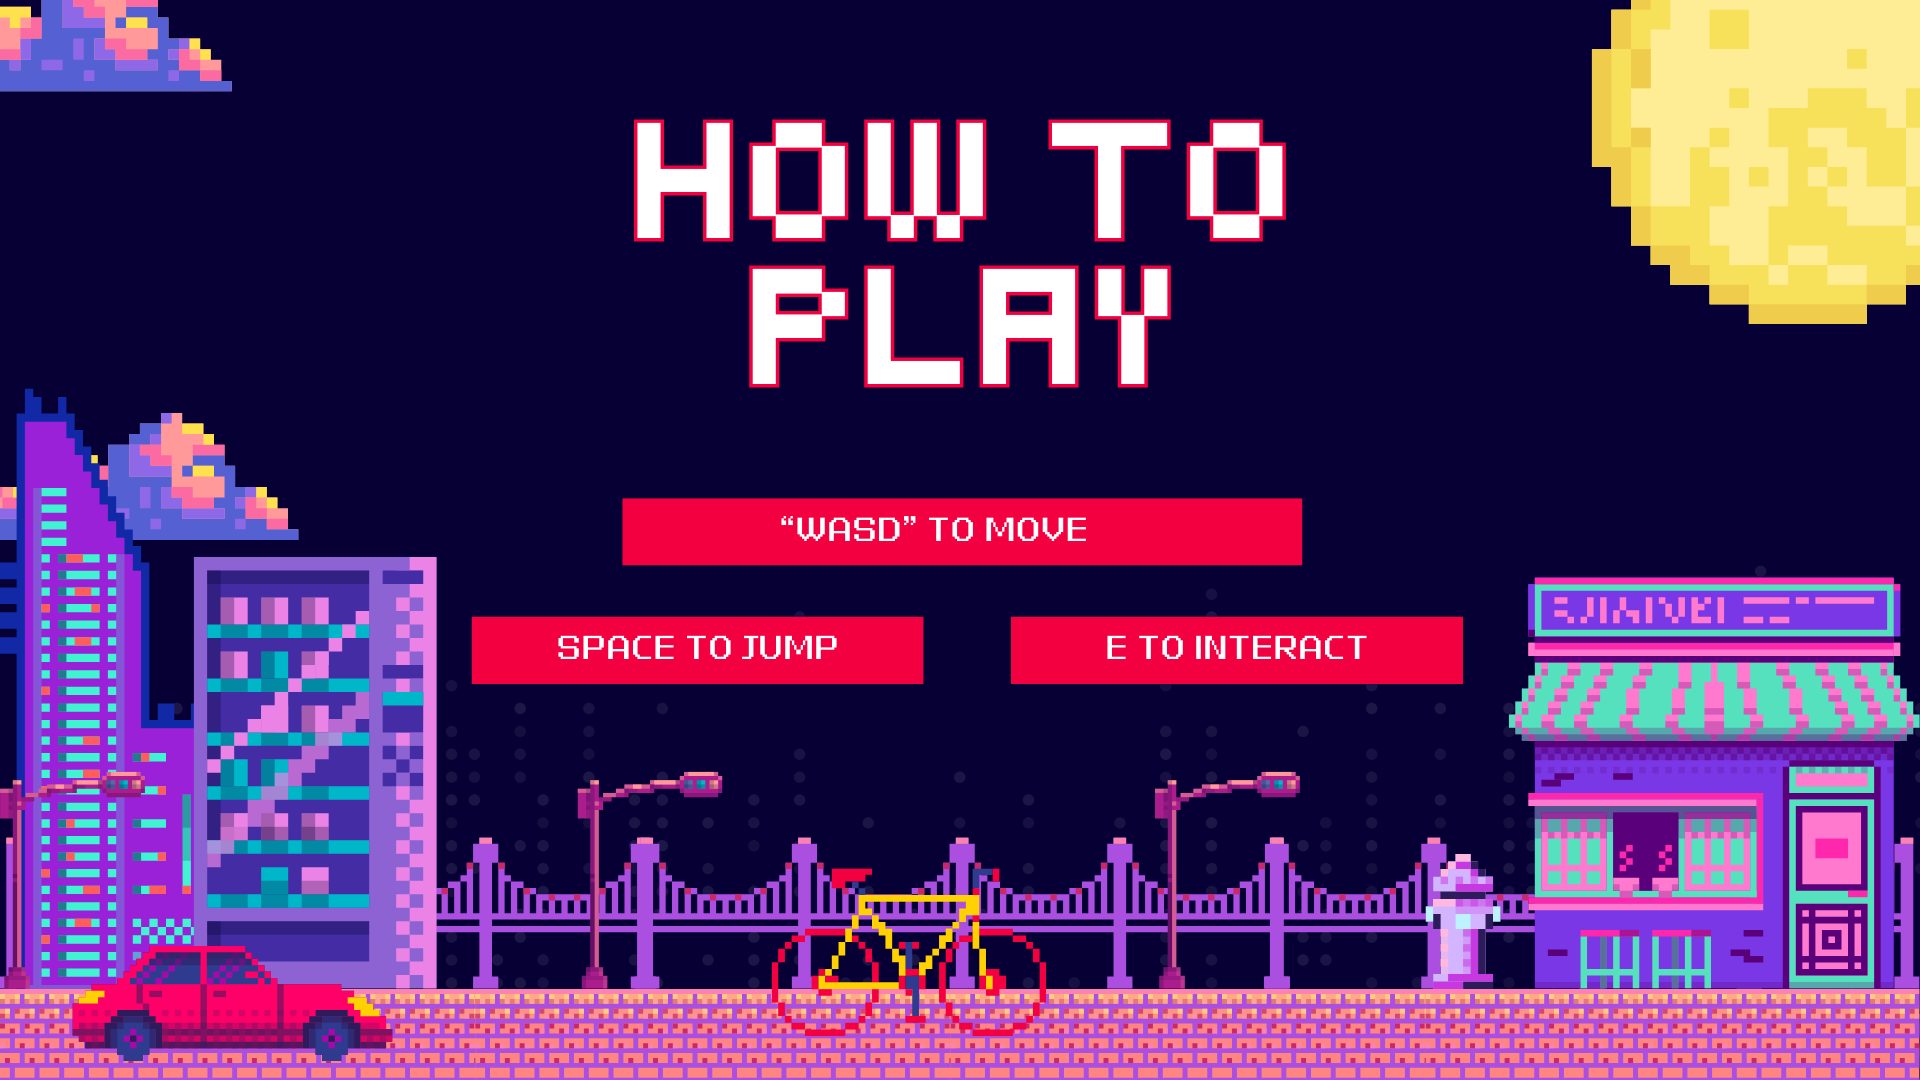 HOW TO
PLAY
“WASD” TO MOVE
SPACE TO JUMP
E TO INTERACT